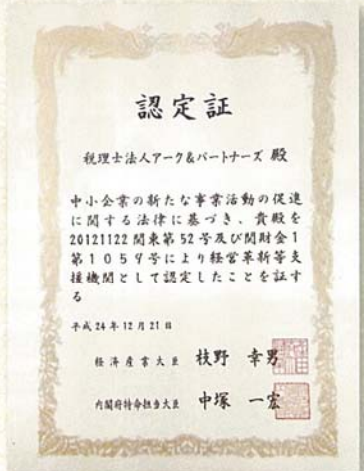 認定証
税理士法人アーク&パートナーズ 殿
中小企業の新たな事業活動の促進
に関する法律に基づき、貴殿を
20121122関東第52号及び関財金1
第1059号により経営革新等支
援機関として認定したことを証す
る
平成24年12月21日
経済産業大臣 枝野 幸男
内閣府特命担当大臣 中塚 一宏